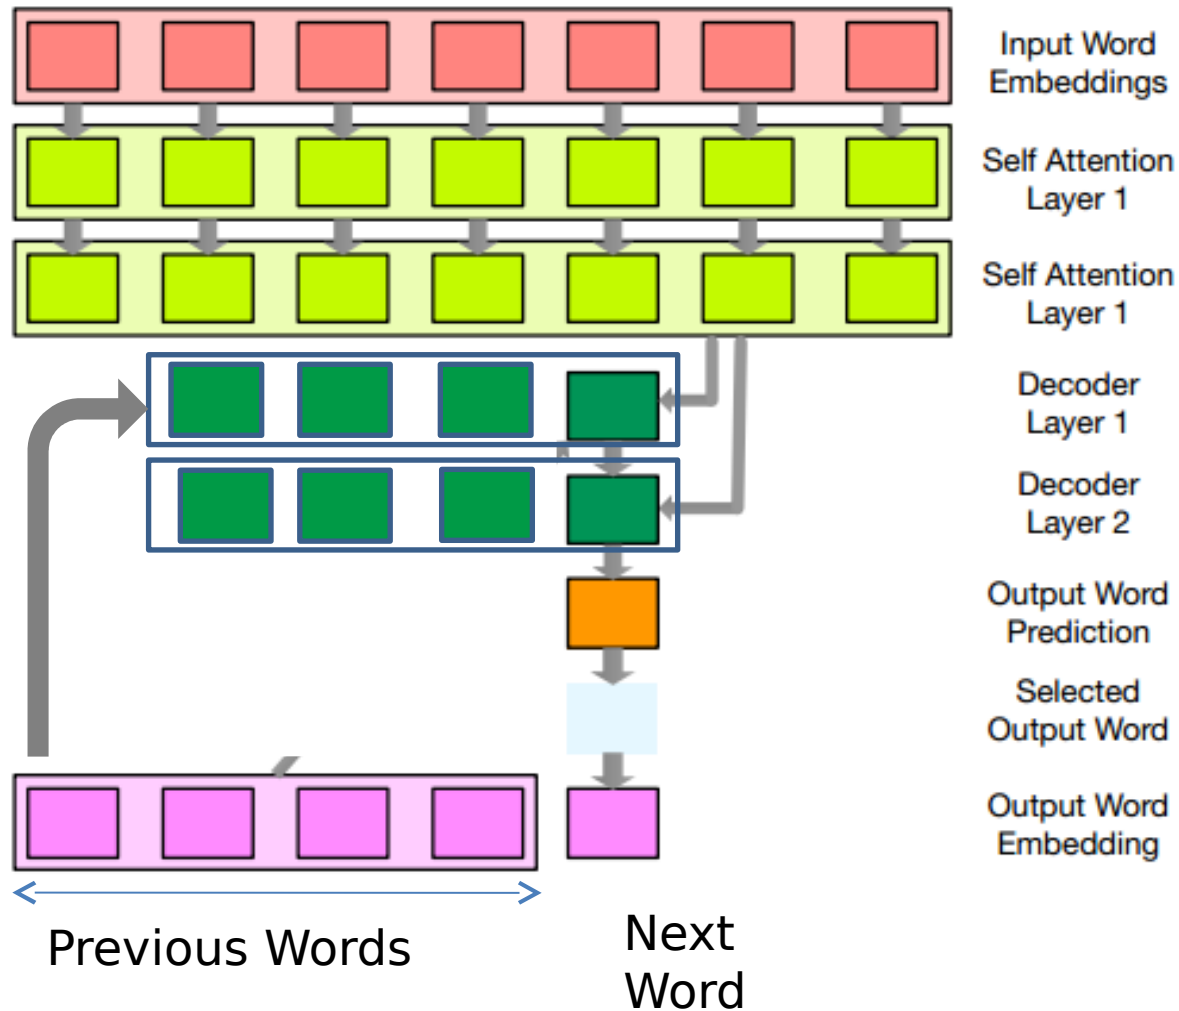 Input Word
Embeddings
Self Attention
Layer 1
Self Attention
Layer 1
Decoder
Layer 1
Decoder
Layer 2
Output Word
Prediction
Selected
Output Word
Output Word
Embedding
Previous Words
Next
Word